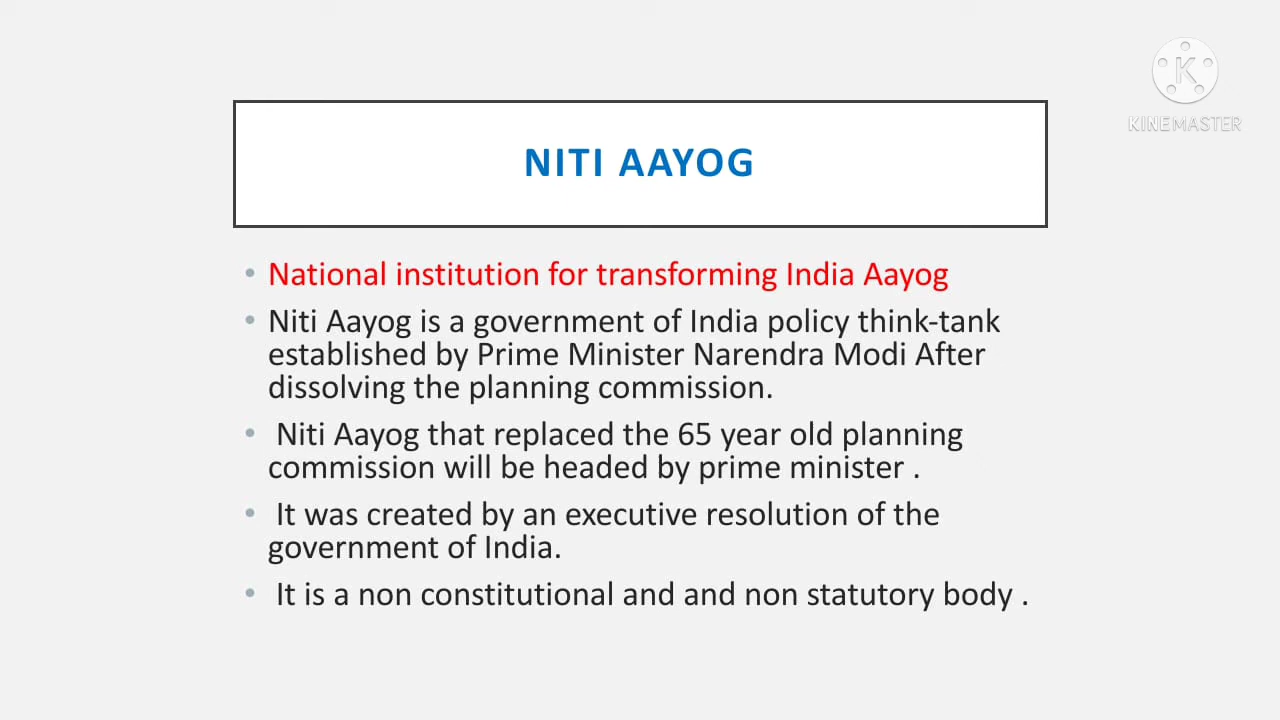 KINEMASTER
NITI AAYOG
• National institution for transforming India Aayog
• Niti Aayog is a government of India policy think-tank
established by Prime Minister Narendra Modi After
dissolving the planning commission.
• Niti Aayog that replaced the 65 year old planning
commission will be headed by prime minister .
• It was created by an executive resolution of the
government of India.
• It is a non constitutional and and non statutory body .